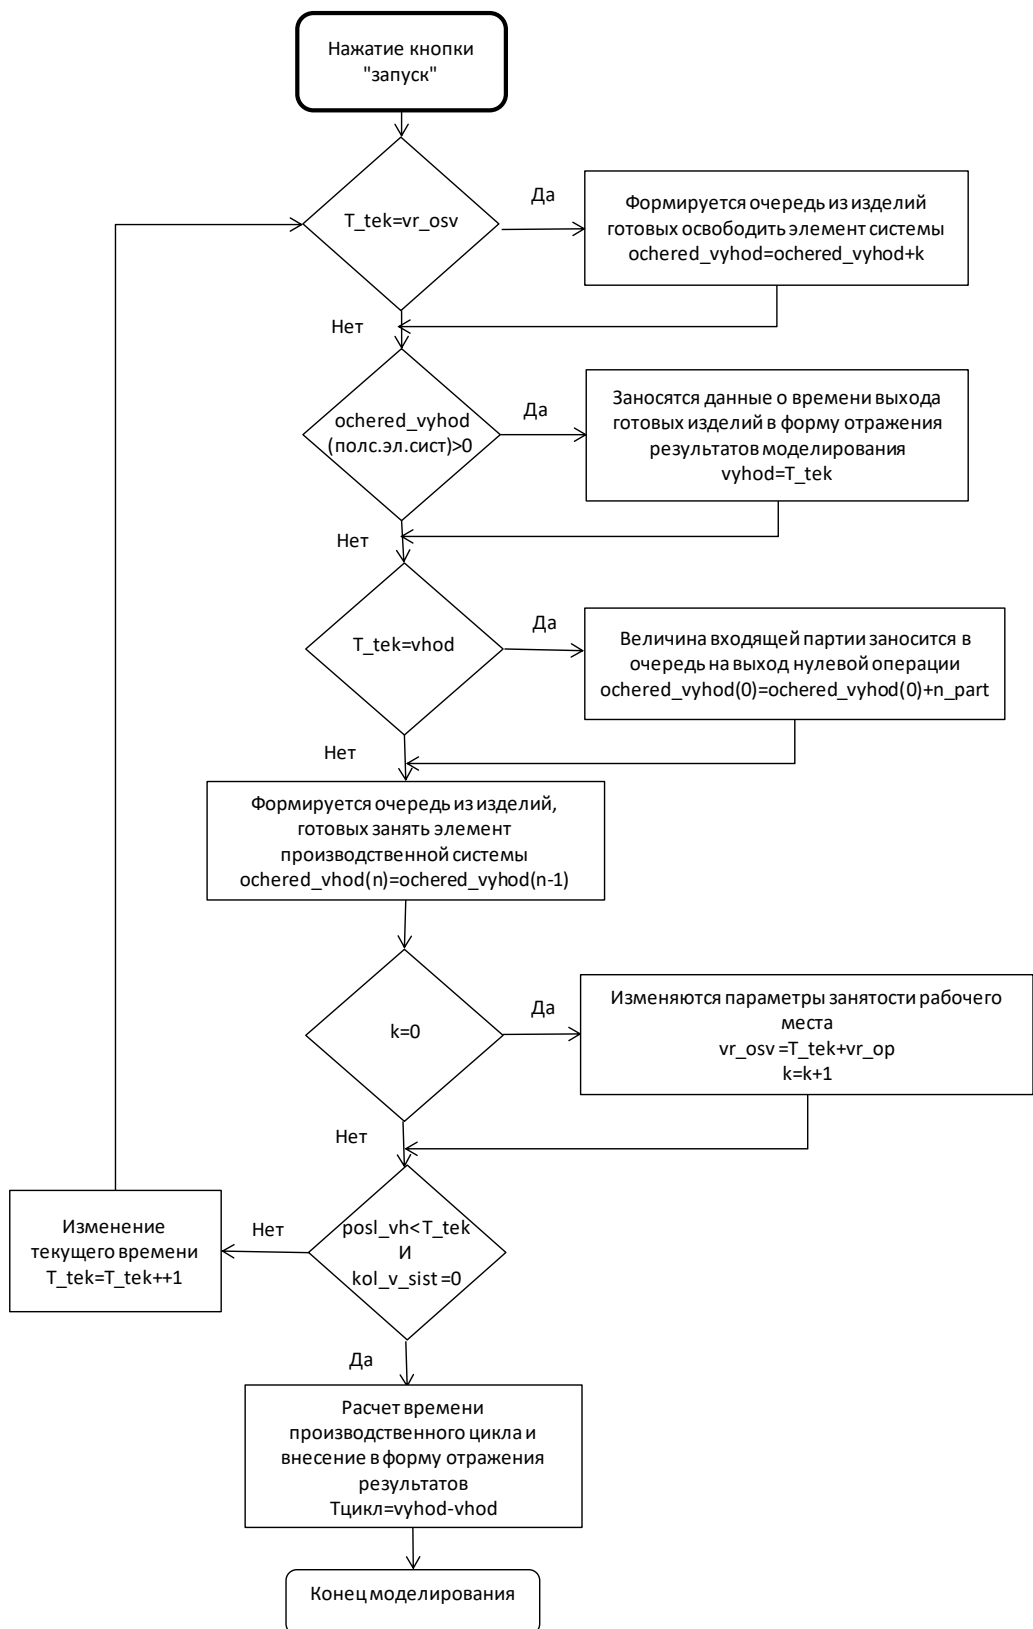 Нажатие кнопки
"запуск"
T_tek=vr_osv
Да
Формируется очередь из изделий
готовых освободить элемент системы
ochered_vyhod=ochered_vyhod+k
Нет
ochered_vyhod
(полс.эл.сист)>0
Да
Заносятся данные о времени выхода
готовых изделий в форму отражения
результатов моделирования
vyhod=T_tek
Нет
T_tek=vhod
Да
Величина входящей партии заносится в
очередь на выход нулевой операции
ochered_vyhod(0)=ochered_vyhod(0)+n_part
Нет
Формируется очередь из изделий,
готовых занять элемент
производственной системы
ochered_vhod(n)=ochered_vyhod(n-1)
k=0
Да
Изменяются параметры занятости рабочего
места
vr_osv =T_tek+vr_op
k=k+1
Нет
posl_vh< T_tek
И
kol_v_sist =0
Нет
Изменение
текущего времени
T_tek=T_tek++1
Да
Расчет времени
производственного цикла и
внесение в форму отражения
результатов
Tцикл=vyhod-vhod
Конец моделирования